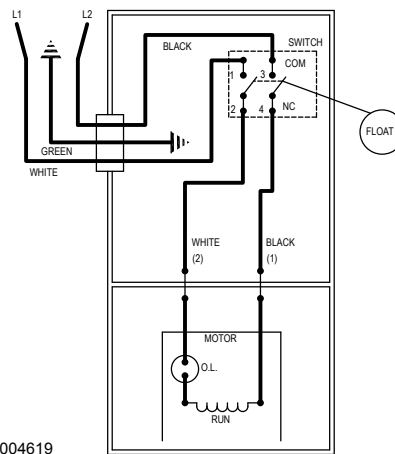 L1
L2
BLACK
SWITCH
COM
1
3
2
4
NC
FLOAT
GREEN
WHITE
WHITE
(2)
BLACK
(1)
MOTOR
O.L.
RUN
004619